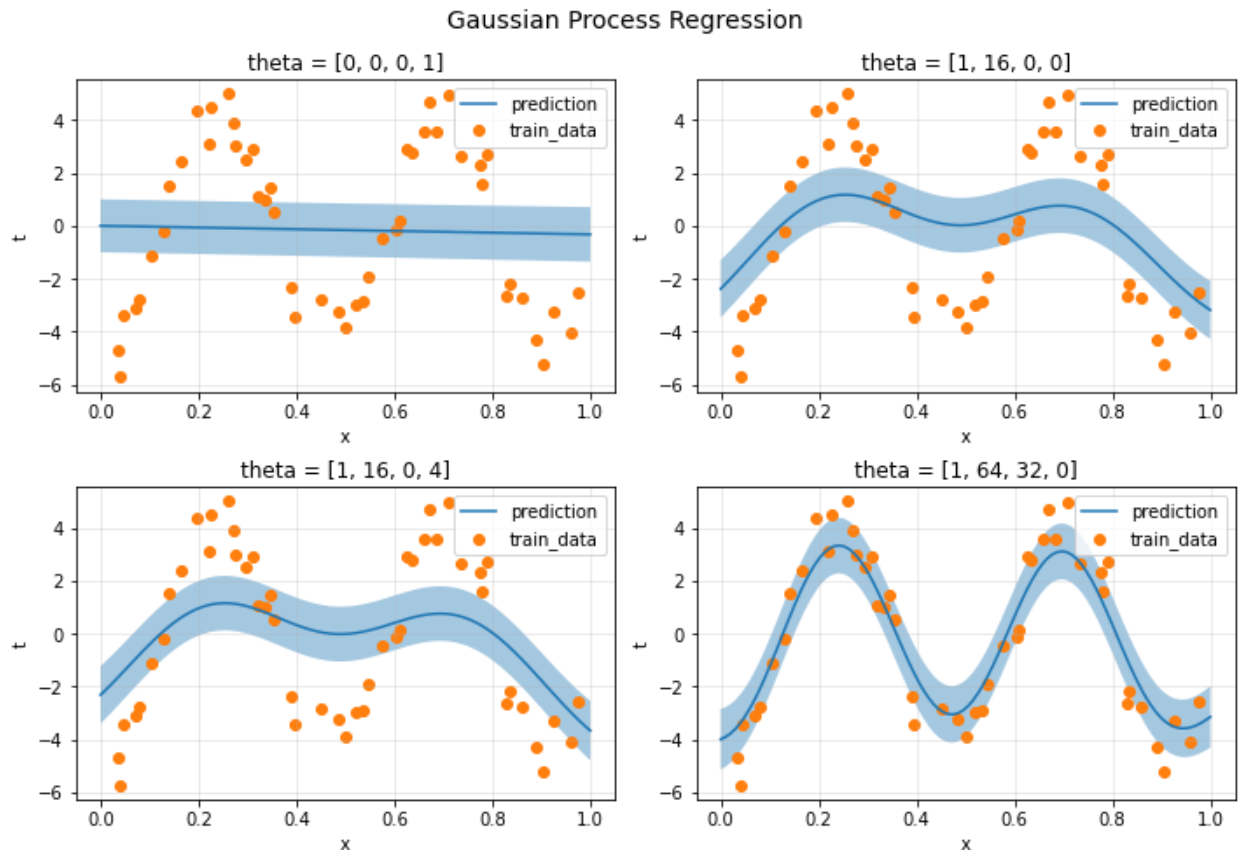 Gaussian Process Regression
theta = [0, 0, 0, 1]
prediction
train_data
4
2
0
−2
−4
−6
t
0.0 0.2 0.4 0.6 0.8 1.0
x
theta = [1, 16, 0, 0]
prediction
train_data
4
2
0
−2
−4
−6
t
0.0 0.2 0.4 0.6 0.8 1.0
x
theta = [1, 16, 0, 4]
prediction
train_data
4
2
0
−2
−4
−6
t
0.0 0.2 0.4 0.6 0.8 1.0
x
theta = [1, 64, 32, 0]
prediction
train_data
4
2
0
−2
−4
−6
t
0.0 0.2 0.4 0.6 0.8 1.0
x